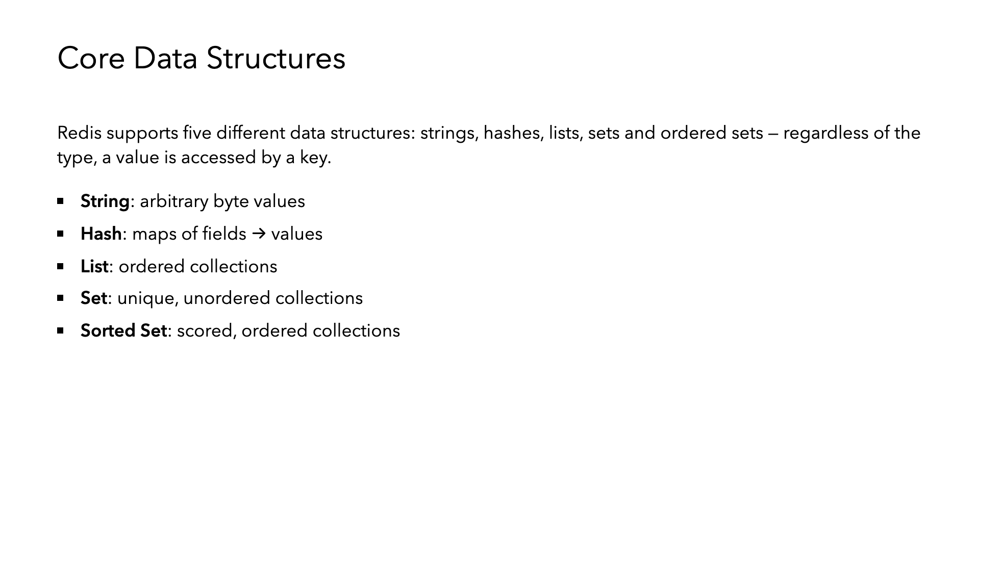 Core Data Structures
Redis supports five different data structures: strings, hashes, lists, sets and ordered sets – regardless of the
type, a value is accessed by a key.
▪ String: arbitrary byte values
▪ Hash: maps of fields → values
▪ List: ordered collections
▪ Set: unique, unordered collections
▪ Sorted Set: scored, ordered collections